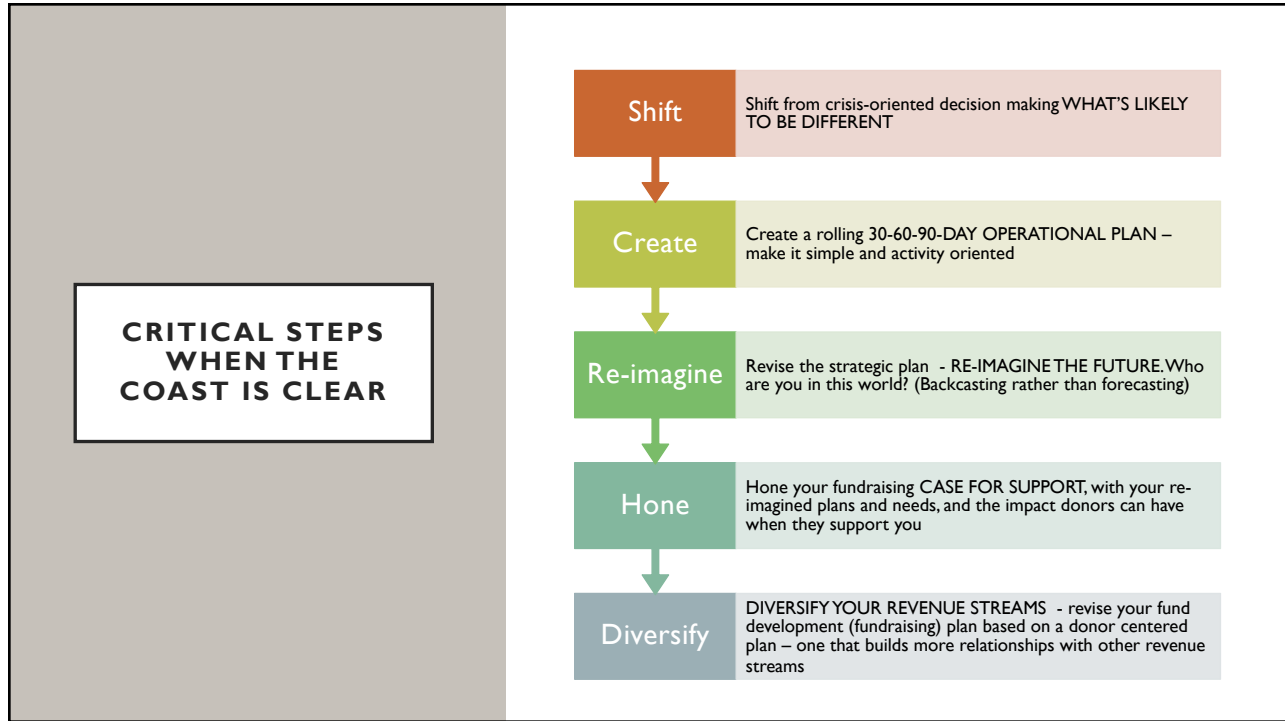 CRITICAL STEPS
WHEN THE
COAST IS CLEAR
Shift
Shift from crisis-oriented decision making WHAT'S LIKELY
TO BE DIFFERENT
Create
Create a rolling 30-60-90-DAY OPERATIONAL PLAN –
make it simple and activity oriented
Re-imagine
Revise the strategic plan - RE-IMAGINE THE FUTURE. Who
are you in this world? (Backcasting rather than forecasting)
Hone
Hone your fundraising CASE FOR SUPPORT, with your re-
imagined plans and needs, and the impact donors can have
when they support you
Diversify
DIVERSIFY YOUR REVENUE STREAMS - revise your fund
development (fundraising) plan based on a donor centered
plan – one that builds more relationships with other revenue
streams